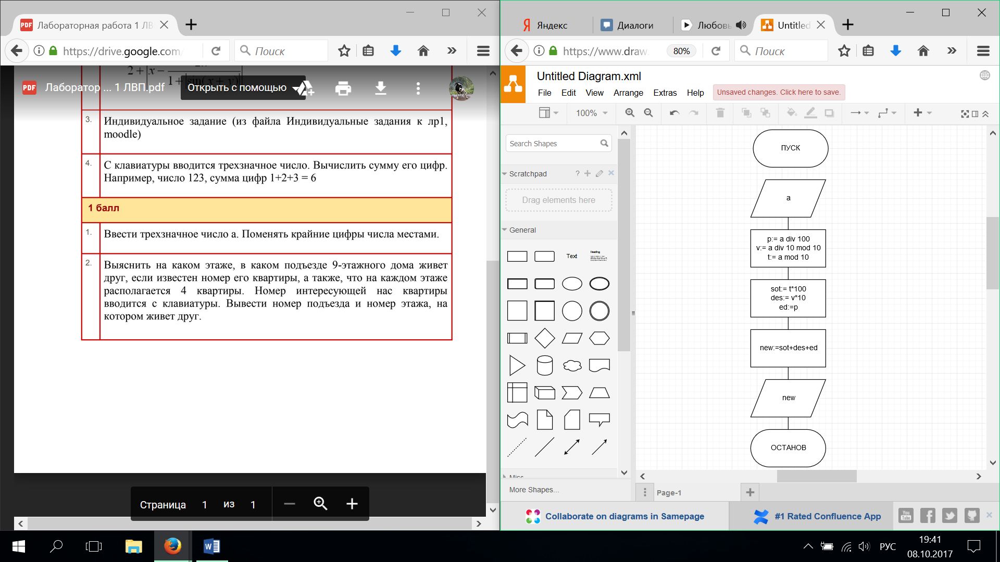 Лабораторная работа 1 ЛВ
https://drive.google.com/
Поиск
2 + |x −
1 + |sin(x + y)|
Лаборатор ... 1 ЛВП.pdf
Открыть с помощью
3.
Индивидуальное задание (из файла Индивидуальные задания к лр1,
moodle)
4.
С клавиатуры вводится трехзначное число. Вычислить сумму его цифр.
Например, число 123, сумма цифр 1+2+3 = 6
1 балл
1.
Ввести трехзначное число а. Поменять крайние цифры числа местами.
2.
Выяснить на каком этаже, в каком подъезде 9-этажного дома живет
друг, если известен номер его квартиры, а также, что на каждом этаже
располагается 4 квартиры. Номер интересующей нас квартиры
вводится с клавиатуры. Вывести номер подъезда и номер этажа, на
котором живет друг.
Страница 1 из 1
Яндекс
Диалоги
Любовь
Untitled
https://www.draw.
80%
Поиск
Untitled Diagram.xml
File Edit View Arrange Extras Help
Unsaved changes. Click here to save.
100%
Search Shapes
Scratchpad
?
Drag elements here
General
Text
Heading
Misc
More Shapes...
ПУСК
a
p:= a div 100
v:= a div 10 mod 10
t:= a mod 10
sot:= t*100
des:= v*10
ed:=p
new:=sot+des+ed
new
ОСТАНОВ
Page-1
Collaborate on diagrams in Samepage
#1 Rated Confluence App
You Tube
РУС
19:41
08.10.2017